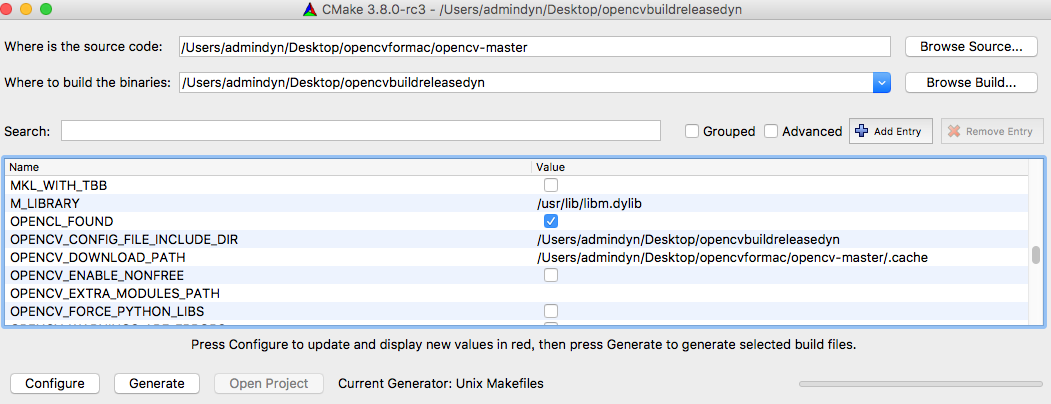 CMake 3.8.0-rc3 - /Users/admindyn/Desktop/opencvbuildreleasedyn
Where is the source code: /Users/admindyn/Desktop/opencvformac/opencv-master Browse Source...
Where to build the binaries: /Users/admindyn/Desktop/opencvbuildreleasedyn Browse Build...
Search: Grouped Advanced Add Entry Remove Entry
Name Value
MKL_WITH_TBB
M_LIBRARY /usr/lib/libm.dylib
OPENCL_FOUND
OPENCV_CONFIG_FILE_INCLUDE_DIR /Users/admindyn/Desktop/opencvbuildreleasedyn
OPENCV_DOWNLOAD_PATH /Users/admindyn/Desktop/opencvformac/opencv-master/.cache
OPENCV_ENABLE_NONFREE
OPENCV_EXTRA_MODULES_PATH
OPENCV_FORCE_PYTHON_LIBS
Press Configure to update and display new values in red, then press Generate to generate selected build files.
Configure Generate Open Project Current Generator: Unix Makefiles